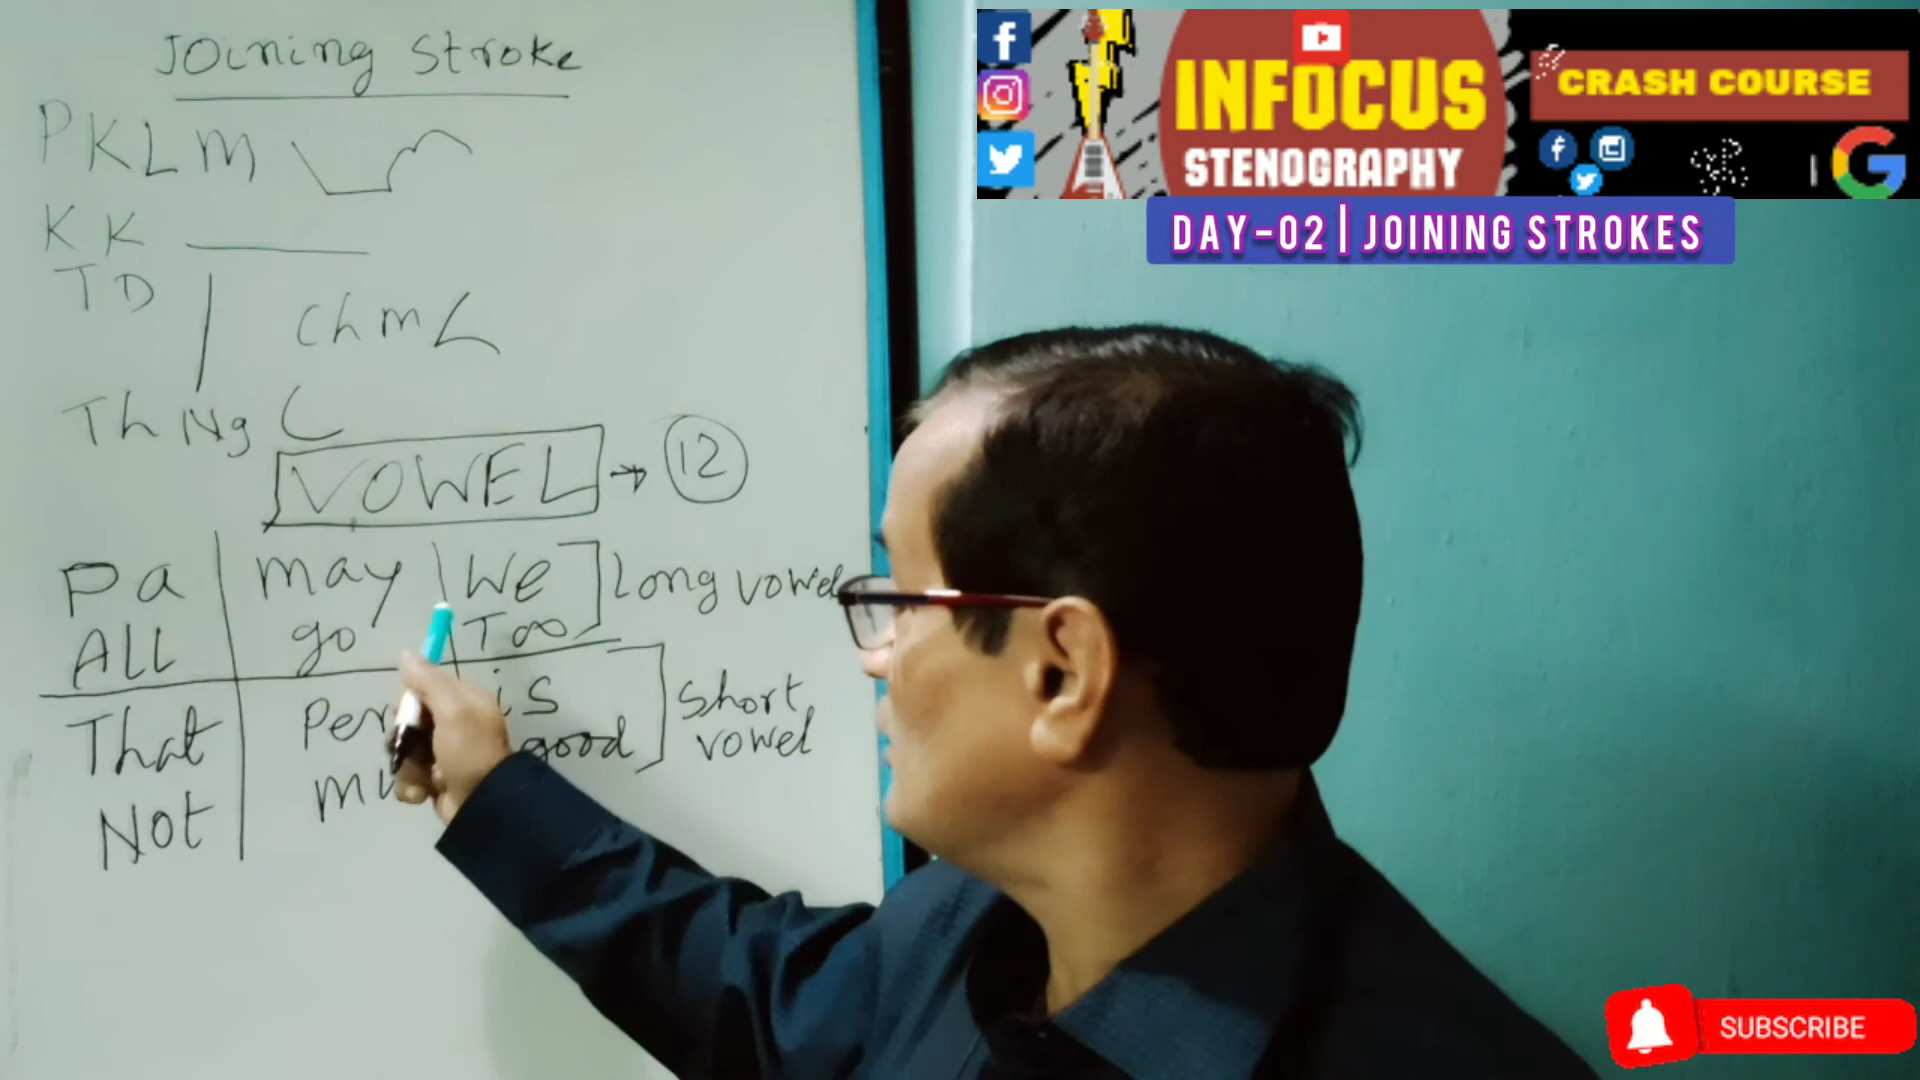 Joining Stroke
PKLM
KK
TD
ChM
ThNg
VOWEL → 12
Pa may We Long vowel
ALL go Too
That Per is Short
Not good vowel
INFOCUS
STENOGRAPHY
CRASH COURSE
DAY-02 | JOINING STROKES
SUBSCRIBE